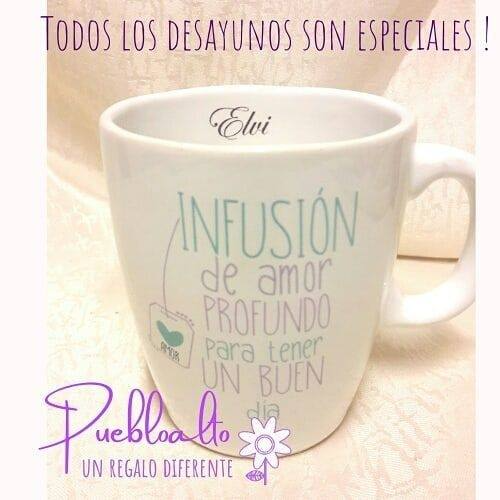 TODOS LOS DESAYUNOS SON ESPECIALES !
Elvi
INFUSIÓN
de amor
PROFUNDO
para tener
UN BUEN
día
AMOR
Puebloalto
UN REGALO DIFERENTE